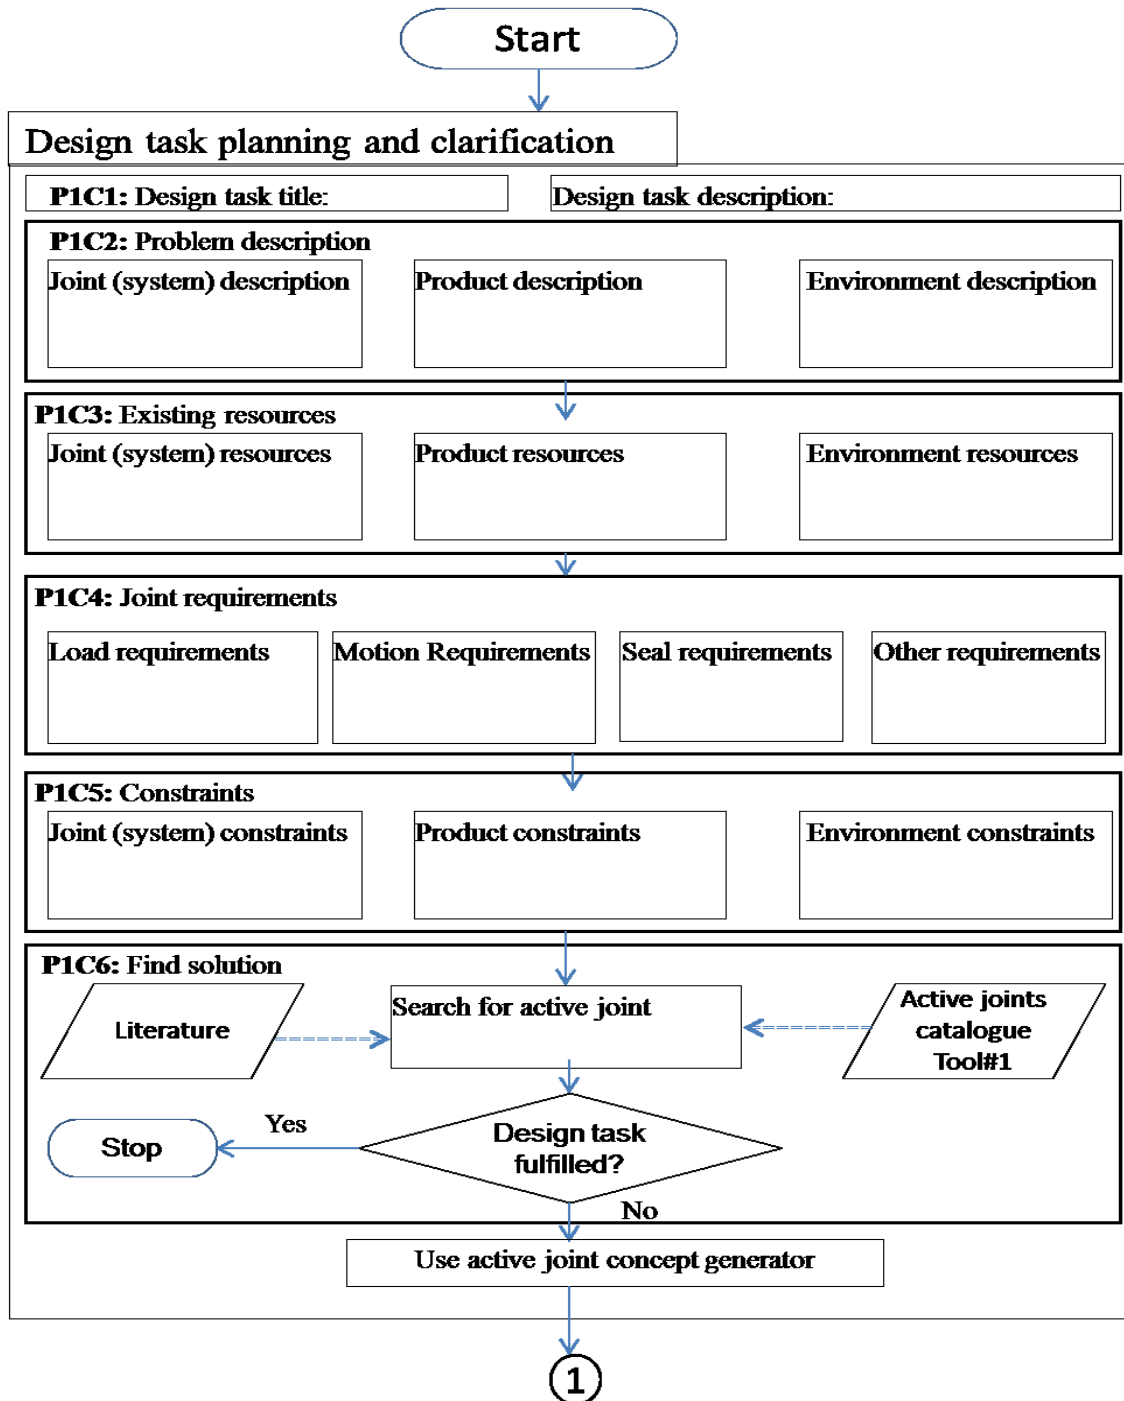 Start
Design task planning and clarification
P1C1: Design task title:
Design task description:
P1C2: Problem description
Joint (system) description
Product description
Environment description
P1C3: Existing resources
Joint (system) resources
Product resources
Environment resources
P1C4: Joint requirements
Load requirements
Motion Requirements
Seal requirements
Other requirements
P1C5: Constraints
Joint (system) constraints
Product constraints
Environment constraints
P1C6: Find solution
Literature
Search for active joint
Active joints
catalogue
Tool#1
Yes
Stop
Design task
fulfilled?
No
Use active joint concept generator
1